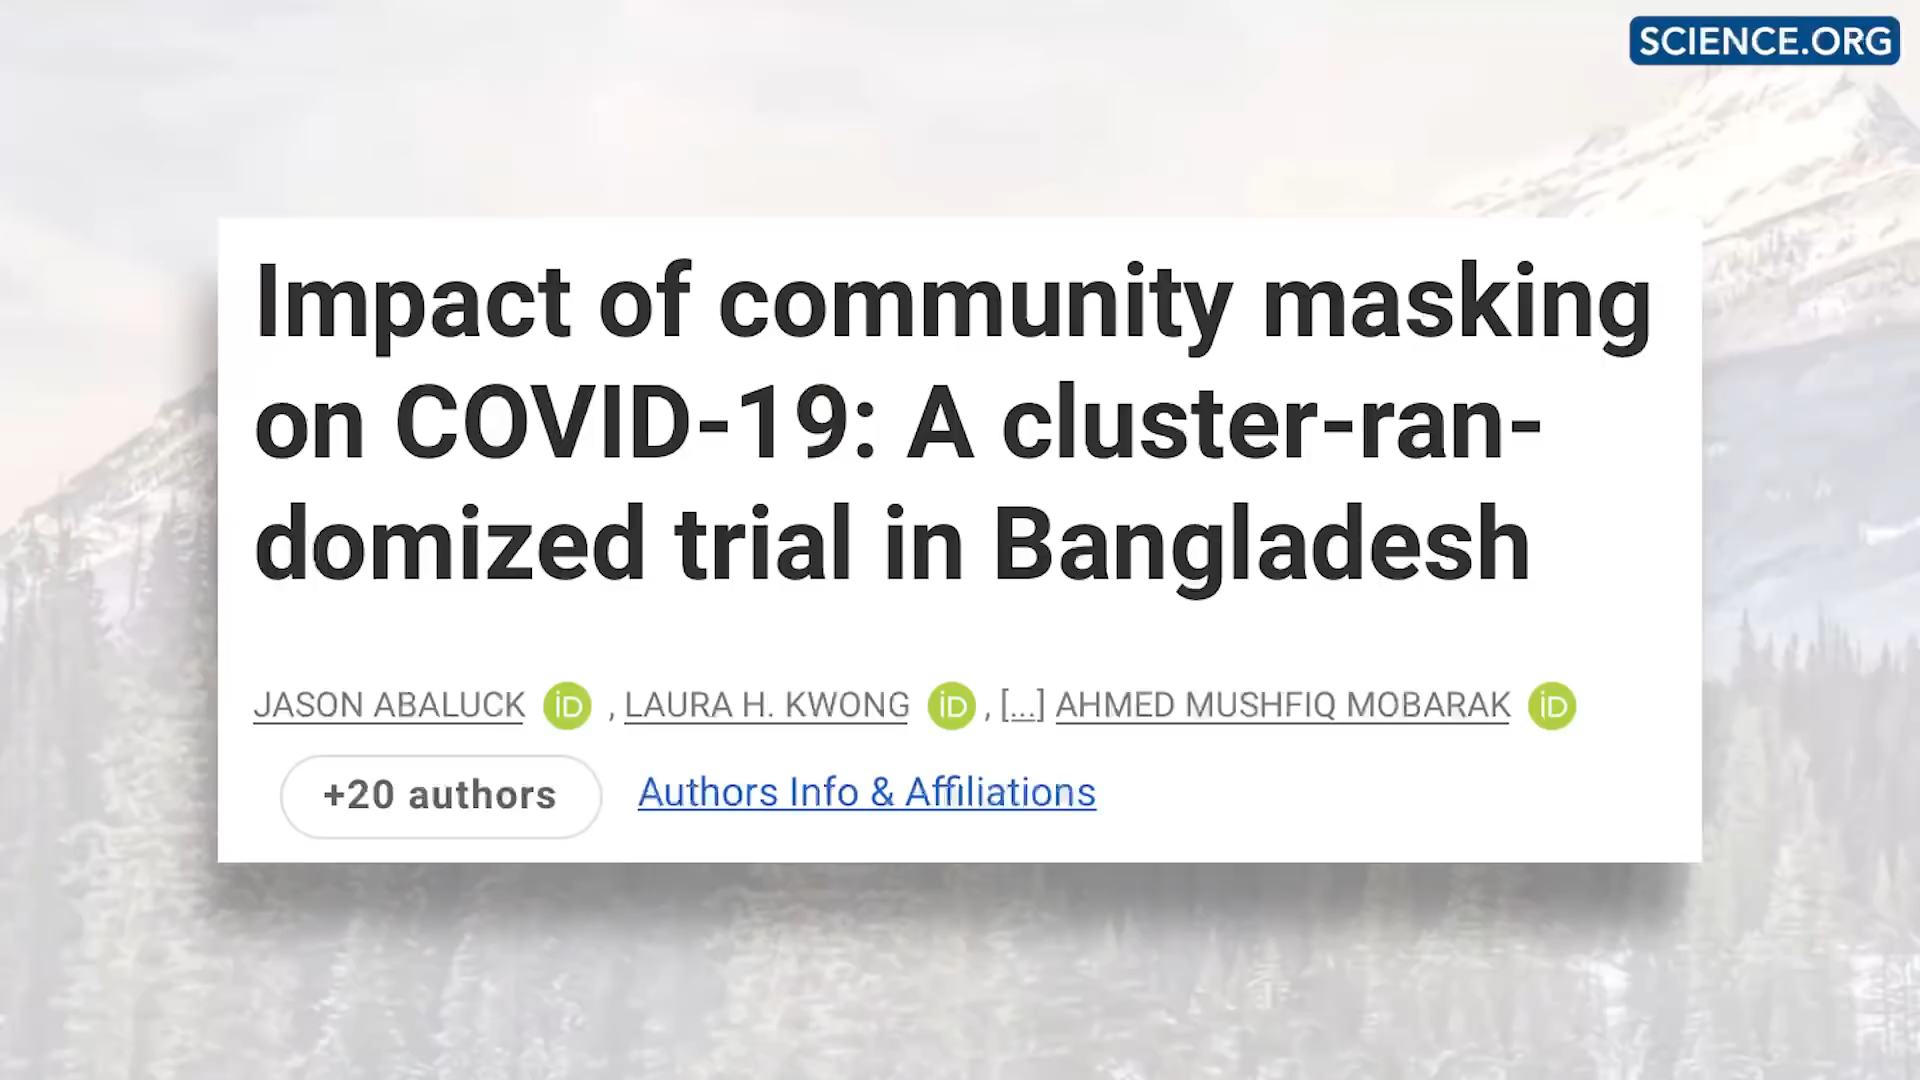 SCIENCE.ORG
Impact of community masking
on COVID-19: A cluster-ran-
domized trial in Bangladesh
JASON ABALUCK iD , LAURA H. KWONG iD , [...] AHMED MUSHFIQ MOBARAK iD
+20 authors Authors Info & Affiliations